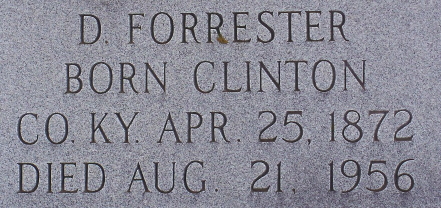 D. FORRESTER
BORN CLINTON
CO. KY. APR. 25, 1872
DIED AUG. 21, 1956